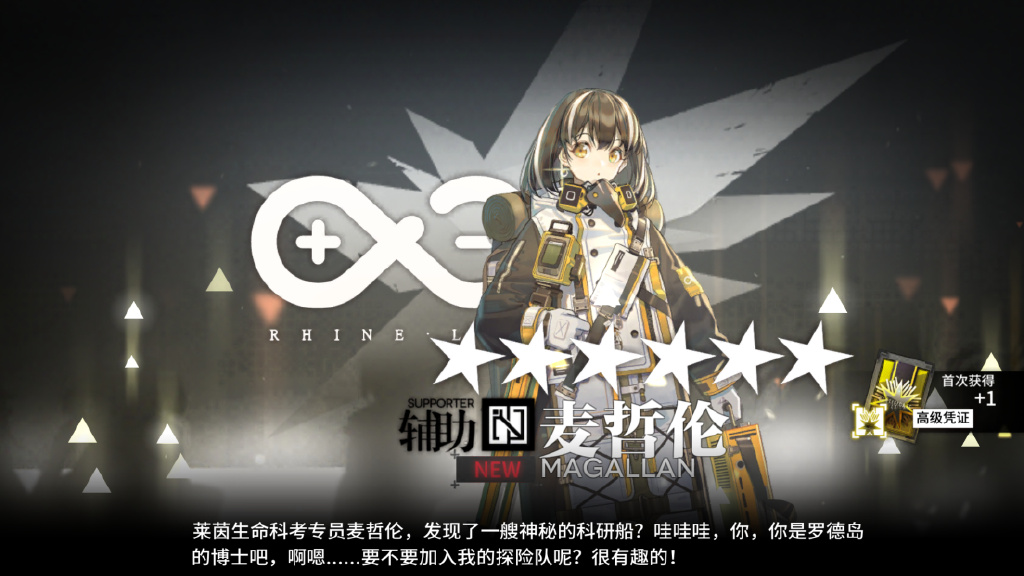 RHINE·L
首次获得
+1
高级凭证
SUPPORTER
辅助
麦哲伦
NEW
MAGALLAN
莱茵生命科考专员麦哲伦，发现了一艘神秘的科研船？哇哇哇，你，你是罗德岛
的博士吧，啊嗯……要不要加入我的探险队呢？很有趣的！